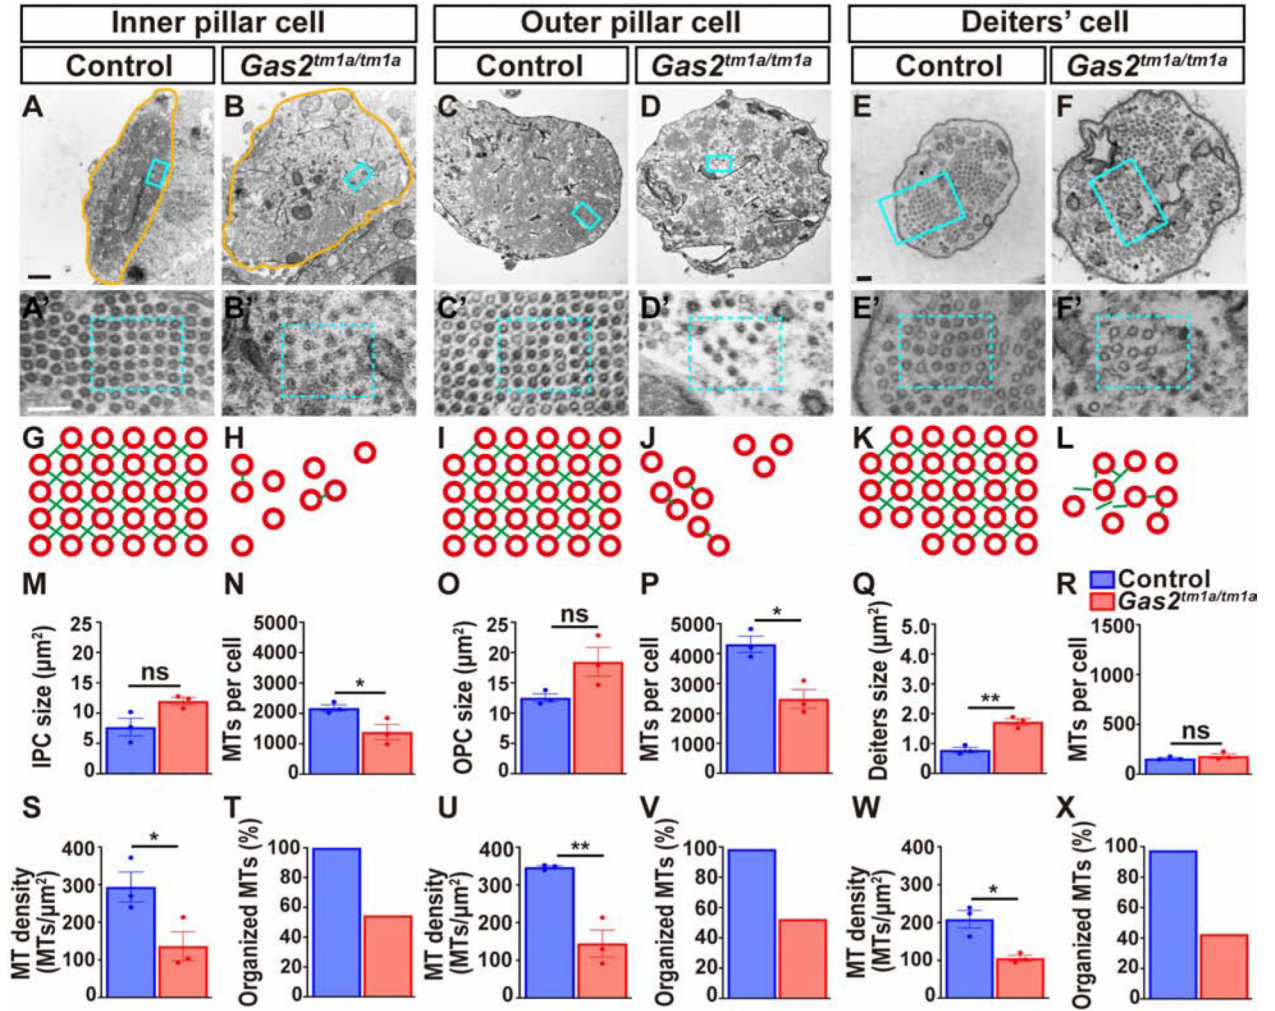 Inner pillar cell
Outer pillar cell
Deiters' cell
Control
Gas2tm1a/tm1a
Control
Gas2tm1a/tm1a
Control
Gas2tm1a/tm1a
A
B
C
D
E
F
A'
B'
C'
D'
E'
F'
G
H
I
J
K
L
M
N
O
P
Q
R
Control
Gas2tm1a/tm1a
IPC size (µm²)
25
20
15
10
5
0
ns
MTs per cell
5000
4000
3000
2000
1000
0
*
OPC size (µm²)
25
20
15
10
5
0
ns
MTs per cell
5000
4000
3000
2000
1000
0
*
Deiters size (µm²)
5.0
4.0
3.0
2.0
1.0
0
**
MTs per cell
1500
1000
500
0
ns
S
T
U
V
W
X
MT density
(MTs/µm²)
400
300
200
100
0
*
Organized MTs (%)
100
80
60
40
20
0
MT density
(MTs/µm²)
400
300
200
100
0
**
Organized MTs (%)
100
80
60
40
20
0
MT density
(MTs/µm²)
400
300
200
100
0
*
Organized MTs (%)
100
80
60
40
20
0